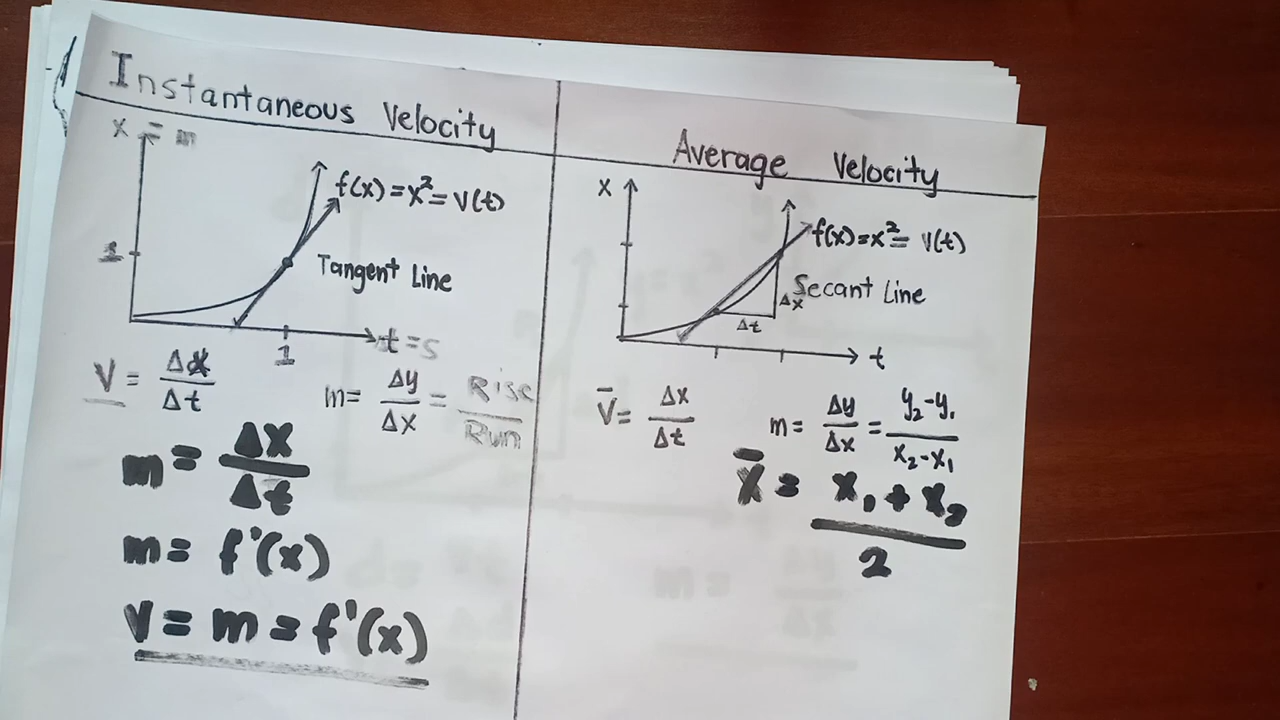 Instantaneous Velocity
x = m
f(x) = x² = V(t)
1
Tangent Line
1
t = s
V = Δx/Δt
m = Δy/Δx = Rise/Run
m = Δx/Δt
m = f'(x)
V = m = f'(x)
Average Velocity
x
f(x) = x² = V(t)
Secant Line
Δx
Δt
t
V̄ = Δx/Δt
m = Δy/Δx = y₂-y₁/x₂-x₁
x̄ = x₁ + x₂/2